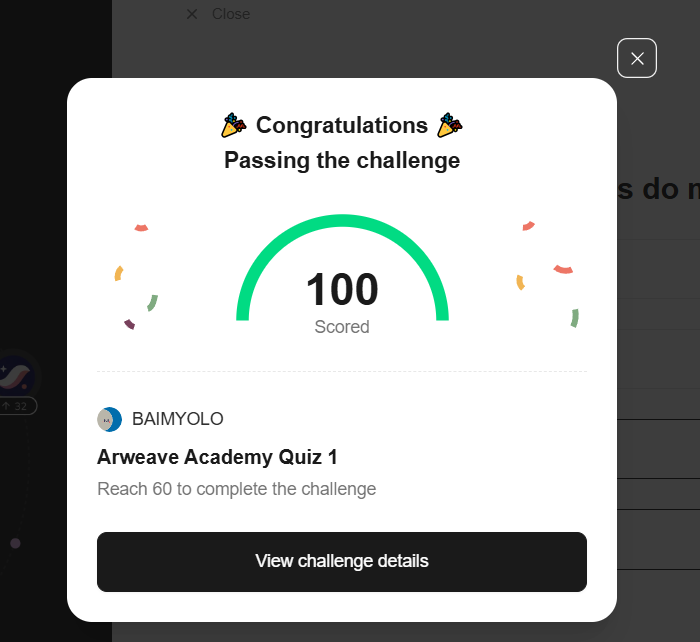 Close
Congratulations
Passing the challenge
s do
100
Scored
32
BAIMYOLO
Arweave Academy Quiz 1
Reach 60 to complete the challenge
View challenge details